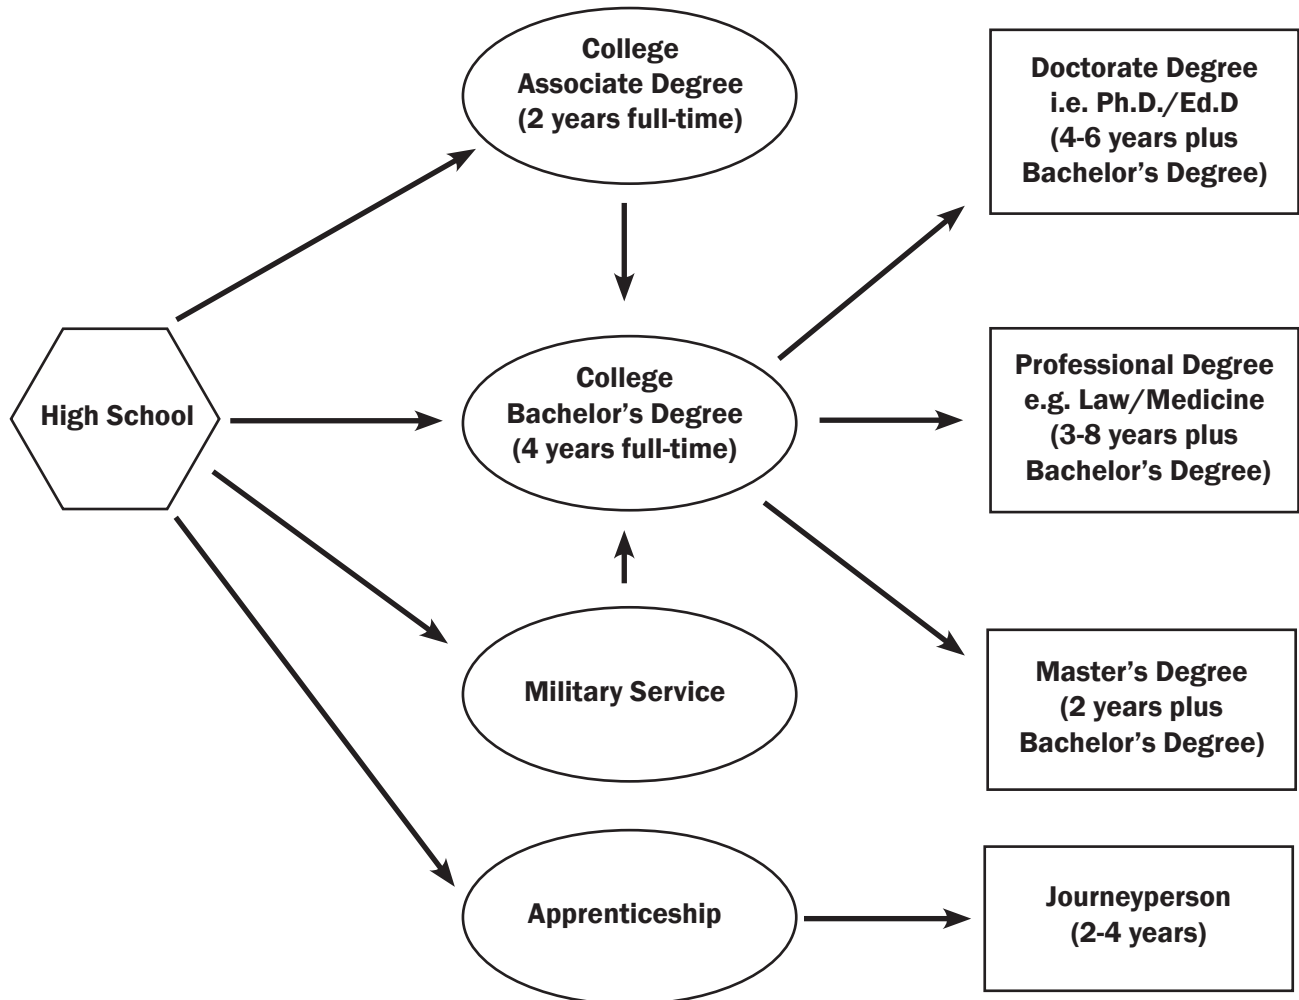 College
Associate Degree
(2 years full-time)
Doctorate Degree
i.e. Ph.D./Ed.D
(4-6 years plus
Bachelor’s Degree)
High School
College
Bachelor’s Degree
(4 years full-time)
Professional Degree
e.g. Law/Medicine
(3-8 years plus
Bachelor’s Degree)
Military Service
Master’s Degree
(2 years plus
Bachelor’s Degree)
Apprenticeship
Journeyperson
(2-4 years)